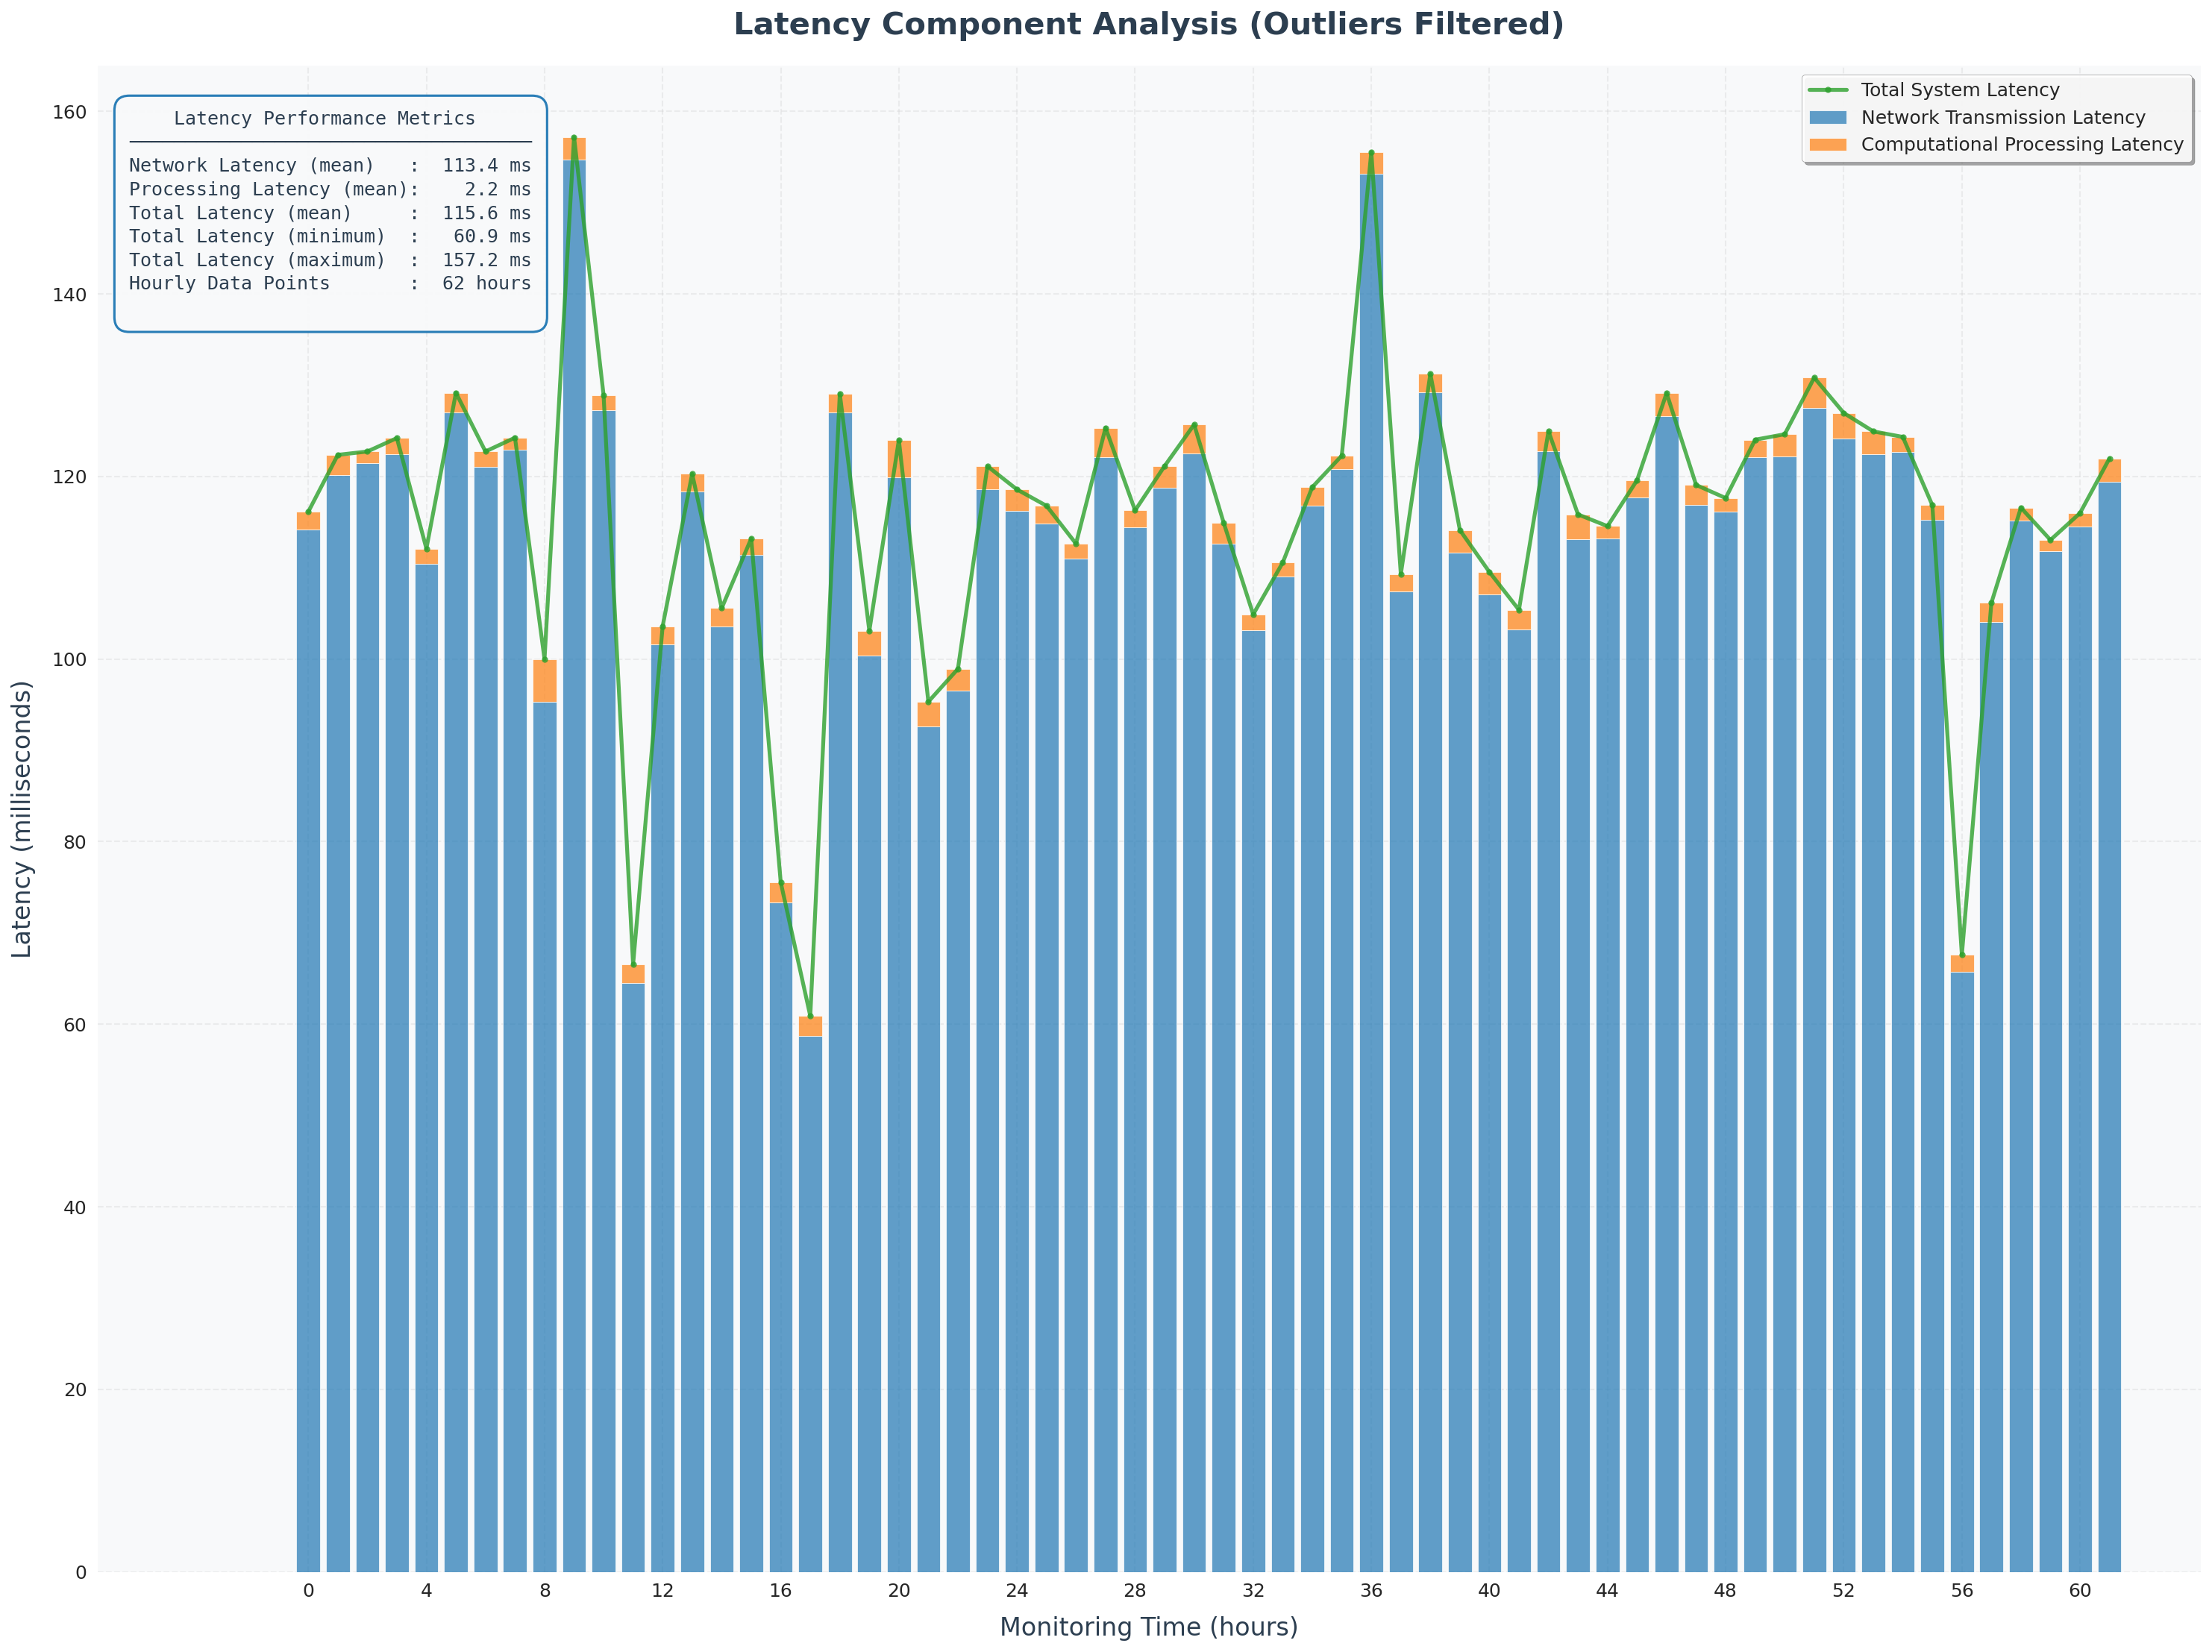 Latency Component Analysis (Outliers Filtered)
Latency Performance Metrics
Network Latency (mean)   :  113.4 ms
Processing Latency (mean):    2.2 ms
Total Latency (mean)     :  115.6 ms
Total Latency (minimum)  :   60.9 ms
Total Latency (maximum)  :  157.2 ms
Hourly Data Points       :  62 hours
Total System Latency
Network Transmission Latency
Computational Processing Latency
Latency (milliseconds)
160
140
120
100
80
60
40
20
0
0 4 8 12 16 20 24 28 32 36 40 44 48 52 56 60
Monitoring Time (hours)